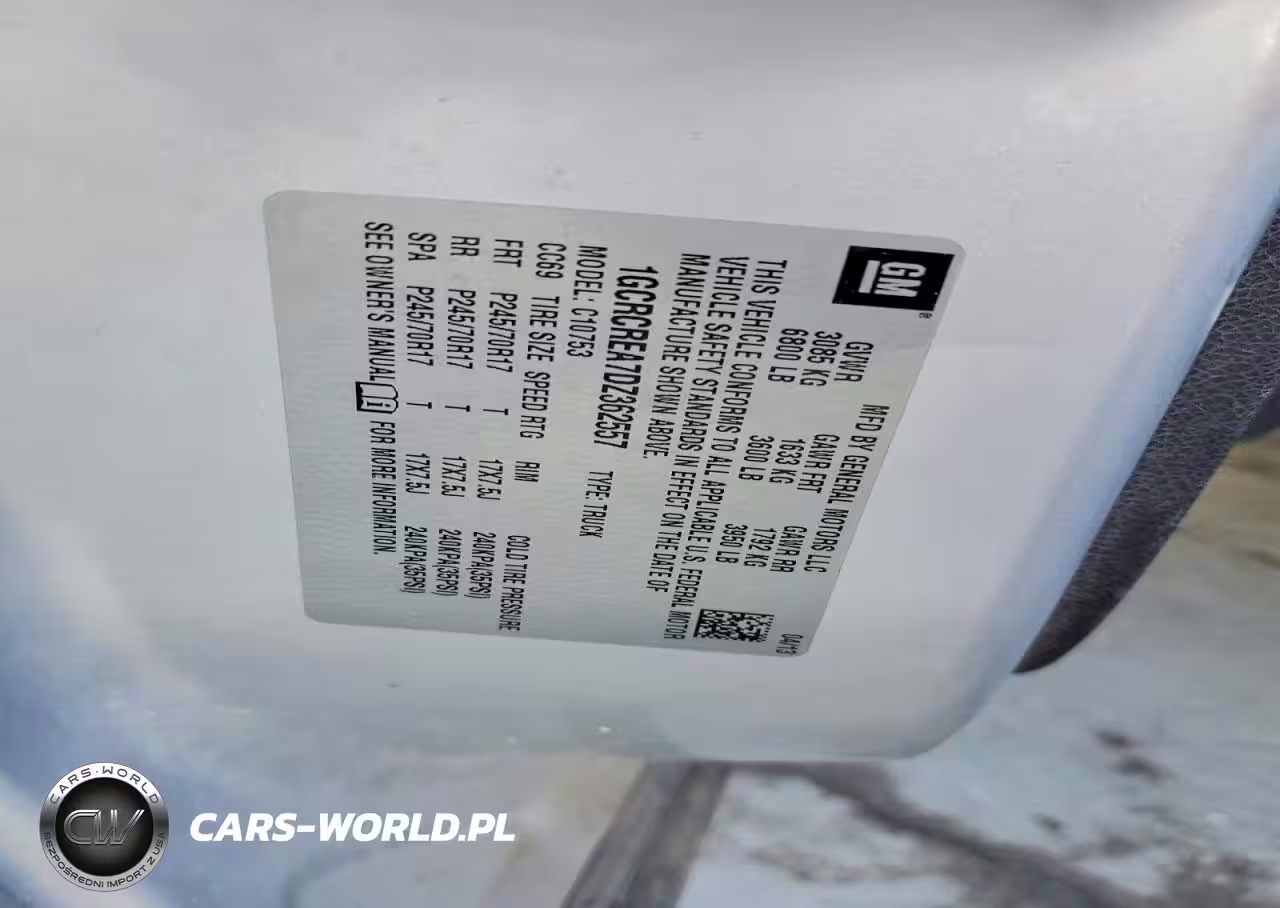 GM
MFD BY GENERAL MOTORS LLC
04/13
GVWR GAWR FRT GAWR RR
3085 KG 1633 KG 1792 KG
6800 LB 3600 LB 3950 LB
THIS VEHICLE CONFORMS TO ALL APPLICABLE U.S. FEDERAL MOTOR
VEHICLE SAFETY STANDARDS IN EFFECT ON THE DATE OF
MANUFACTURE SHOWN ABOVE.
1GCRCREA7DZ362557 TYPE: TRUCK
MODEL: C10753
CC69 TIRE SIZE SPEED RTG RIM COLD TIRE PRESSURE
FRT P245/70R17 T 17X7.5J 240KPA(35PSI)
RR P245/70R17 T 17X7.5J 240KPA(35PSI)
SPA P245/70R17 T 17X7.5J 240KPA(35PSI)
SEE OWNER'S MANUAL FOR MORE INFORMATION.
CARS-WORLD
CW
BEZPOŚREDNI IMPORT Z USA
CARS-WORLD.PL